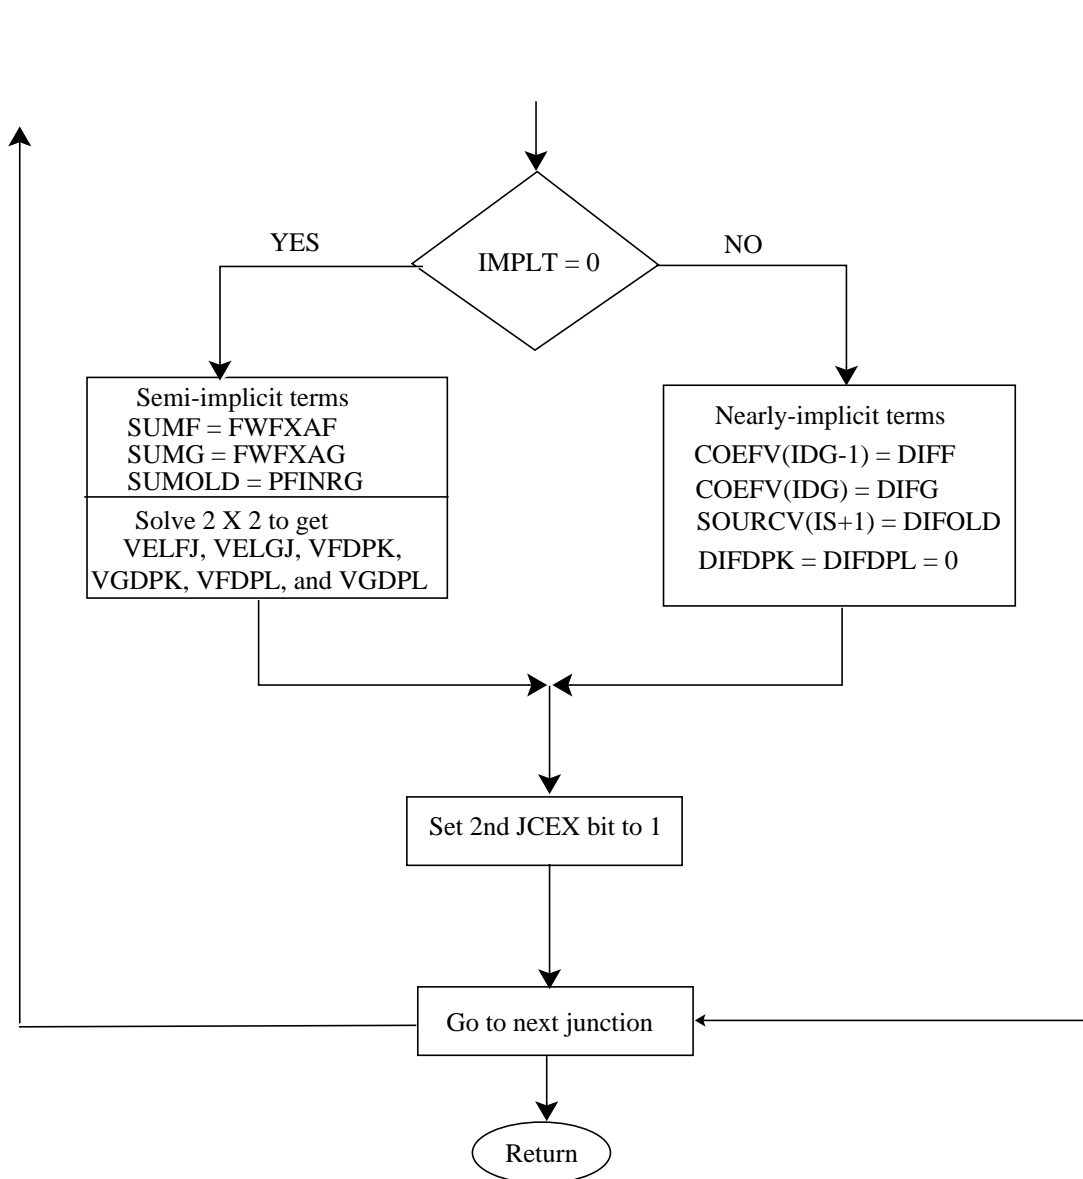 IMPLT = 0
YES
NO
Semi-implicit terms
SUMF = FWFXAF
SUMG = FWFXAG
SUMOLD = PFINRG
Solve 2 X 2 to get
VELFJ, VELGJ, VFDPK,
VGDPK, VFDPL, and VGDPL
Nearly-implicit terms
COEFV(IDG-1) = DIFF
COEFV(IDG) = DIFG
SOURCV(IS+1) = DIFOLD
DIFDPK = DIFDPL = 0
Set 2nd JCEX bit to 1
Go to next junction
Return